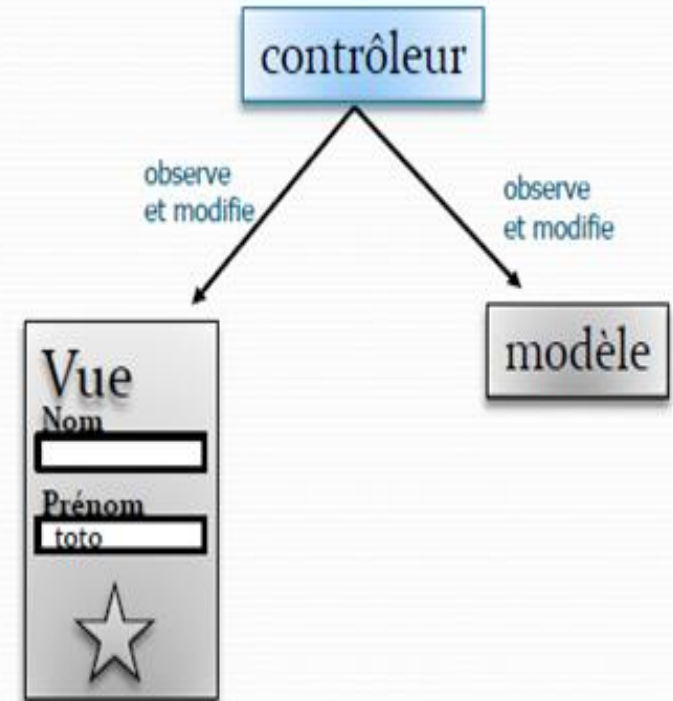 contrôleur
observe
et modifie
observe
et modifie
modèle
Vue
Nom
Prénom
toto